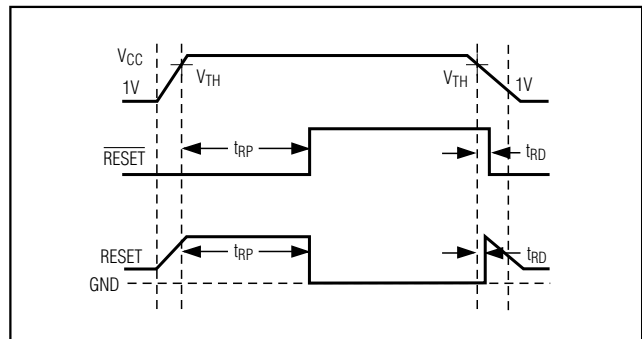 VCC
1V
VTH
VTH
1V
RESET
tRP
tRD
RESET
tRP
tRD
GND